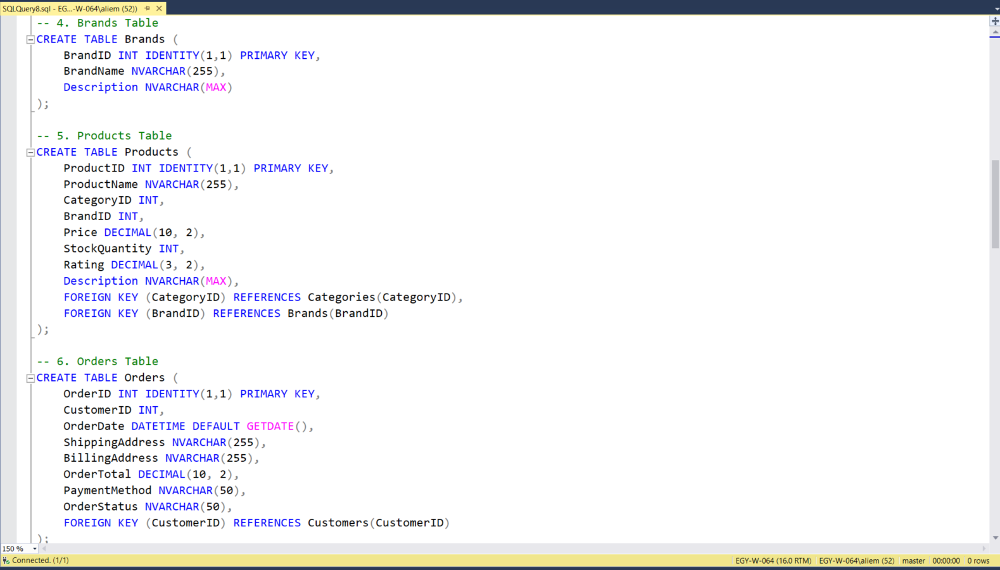 SQLQuery8.sql - EG...-W-064\aliem (52))
-- 4. Brands Table
CREATE TABLE Brands (
    BrandID INT IDENTITY(1,1) PRIMARY KEY,
    BrandName NVARCHAR(255),
    Description NVARCHAR(MAX)
);
-- 5. Products Table
CREATE TABLE Products (
    ProductID INT IDENTITY(1,1) PRIMARY KEY,
    ProductName NVARCHAR(255),
    CategoryID INT,
    BrandID INT,
    Price DECIMAL(10, 2),
    StockQuantity INT,
    Rating DECIMAL(3, 2),
    Description NVARCHAR(MAX),
    FOREIGN KEY (CategoryID) REFERENCES Categories(CategoryID),
    FOREIGN KEY (BrandID) REFERENCES Brands(BrandID)
);
-- 6. Orders Table
CREATE TABLE Orders (
    OrderID INT IDENTITY(1,1) PRIMARY KEY,
    CustomerID INT,
    OrderDate DATETIME DEFAULT GETDATE(),
    ShippingAddress NVARCHAR(255),
    BillingAddress NVARCHAR(255),
    OrderTotal DECIMAL(10, 2),
    PaymentMethod NVARCHAR(50),
    OrderStatus NVARCHAR(50),
    FOREIGN KEY (CustomerID) REFERENCES Customers(CustomerID)
);
150 %
Connected. (1/1) EGY-W-064 (16.0 RTM) EGY-W-064\aliem (52) master 00:00:00 0 rows